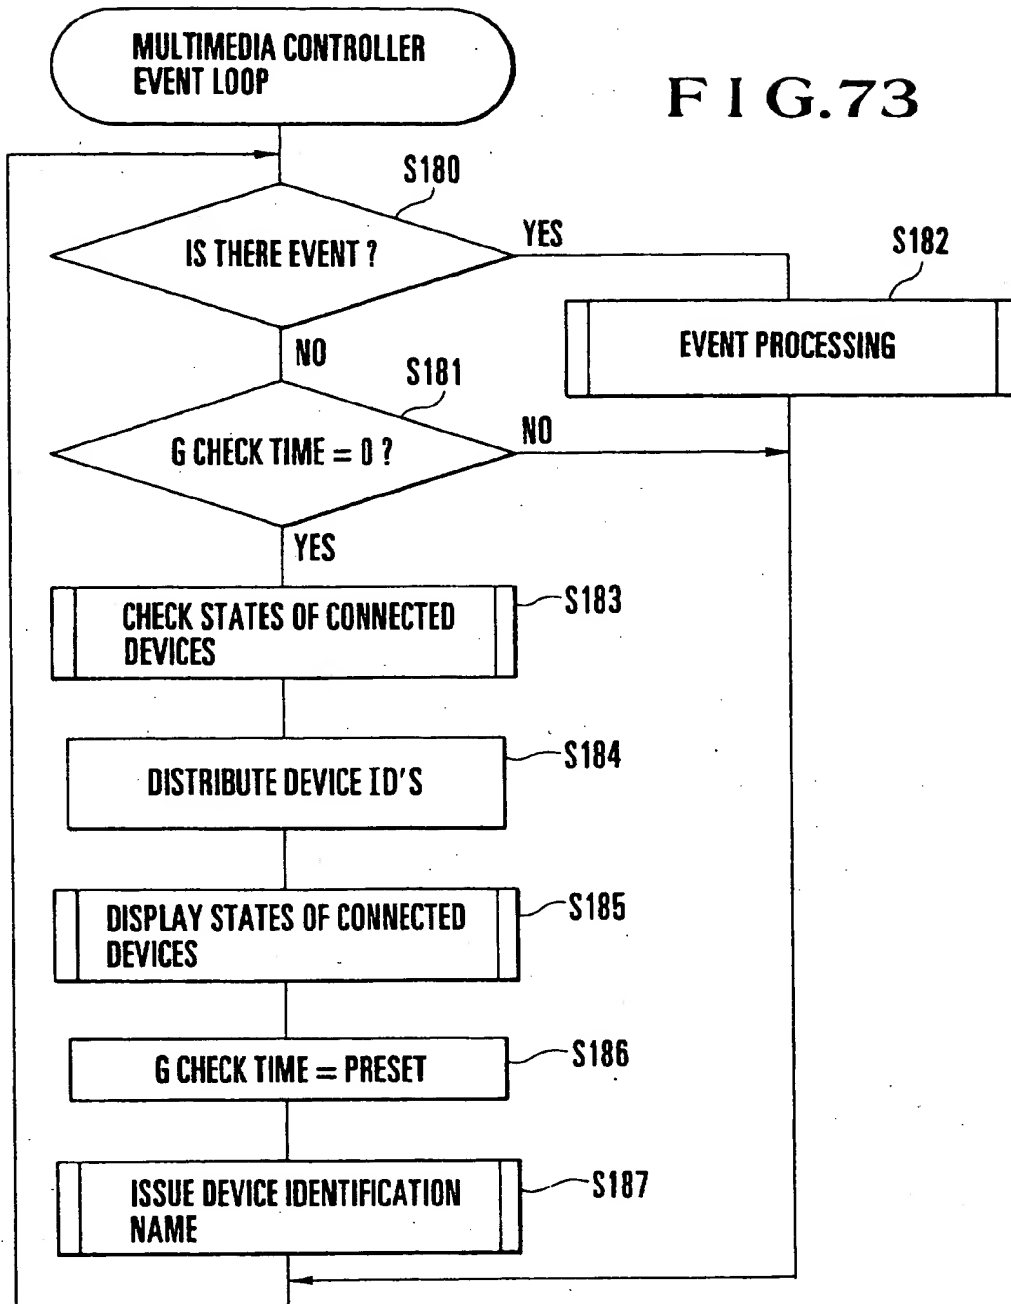 MULTIMEDIA CONTROLLER
EVENT LOOP
FIG.73
S180
IS THERE EVENT ?
YES
S182
EVENT PROCESSING
NO
S181
G CHECK TIME = 0 ?
NO
YES
CHECK STATES OF CONNECTED
DEVICES
S183
DISTRIBUTE DEVICE ID'S
S184
DISPLAY STATES OF CONNECTED
DEVICES
S185
G CHECK TIME = PRESET
S186
ISSUE DEVICE IDENTIFICATION
NAME
S187